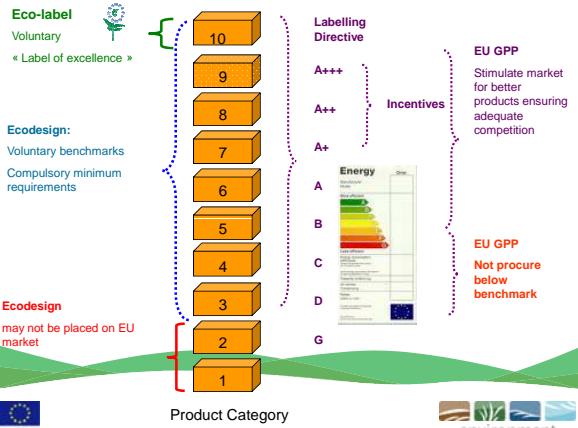 Eco-label
Voluntary
« Label of excellence »
Ecodesign:
Voluntary benchmarks
Compulsory minimum
requirements
Ecodesign
may not be placed on EU
market
10
9
8
7
6
5
4
3
2
1
Product Category
Labelling
Directive
A+++
A++
A+
A
B
C
D
G
Incentives
Energy
EU GPP
Stimulate market
for better
products ensuring
adequate
competition
EU GPP
Not procure
below
benchmark